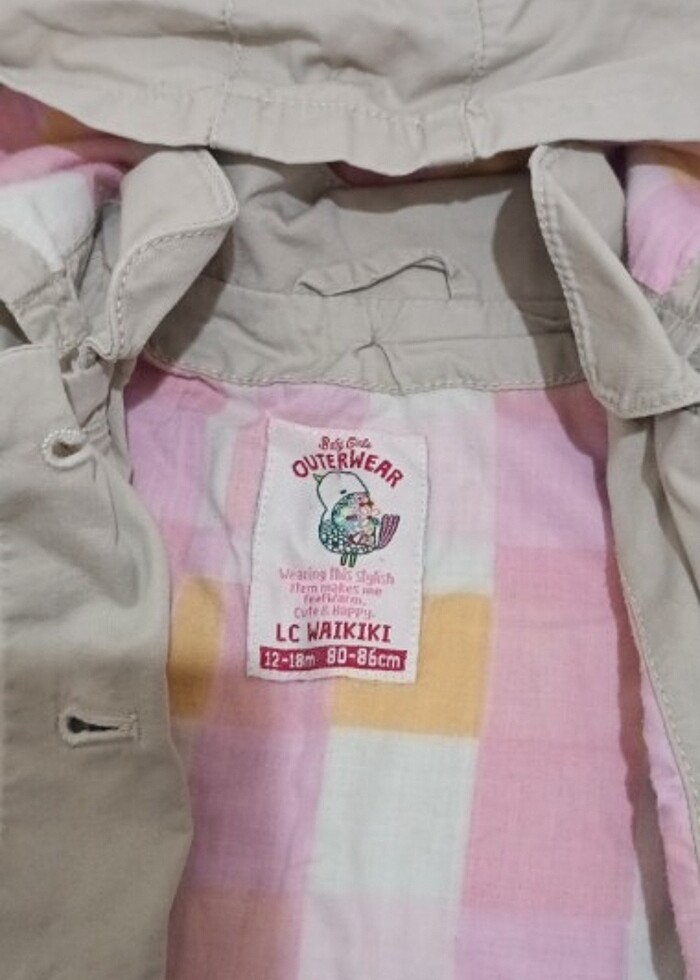 Baby Girls
OUTERWEAR
Wearing This Stylish
Item makes me
feel Warm,
Cute & Happy.
LC WAIKIKI
12-18m 80-86cm